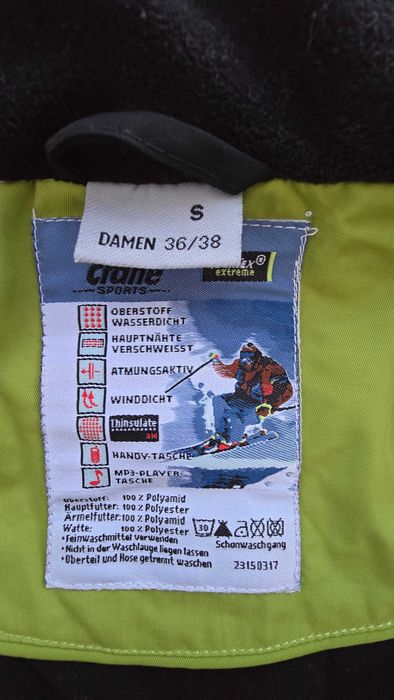 S
DAMEN 36/38
Crane
SPORTS
extreme
OBERSTOFF
WASSERDICHT
HAUPTNÄHTE
VERSCHWEISST
ATMUNGSAKTIV
WINDDICHT
Thinsulate
3M
HANDY-TASCHE
MP3-PLAYER-
TASCHE
Oberstoff: 100 % Polyamid
Hauptfutter: 100 % Polyester
Ärmelfutter: 100 % Polyamid
Watte: 100 % Polyester
30
• Feinwaschmittel verwenden
Schonwaschgang
• Nicht in der Waschlauge liegen lassen
• Oberteil und Hose getrennt waschen
23150317